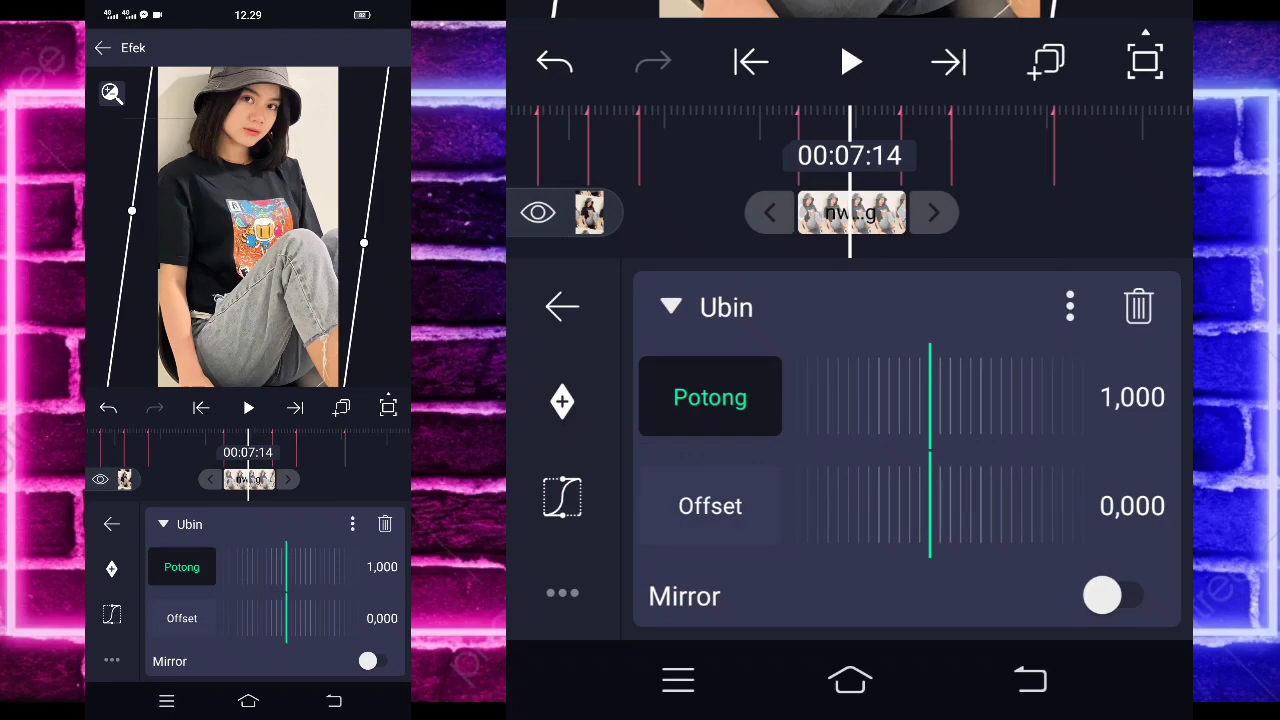 12.29
Efek
00:07:14
Ubin
Potong
1,000
Offset
0,000
Mirror
00:07:14
nw...g
Ubin
Potong
1,000
Offset
0,000
Mirror